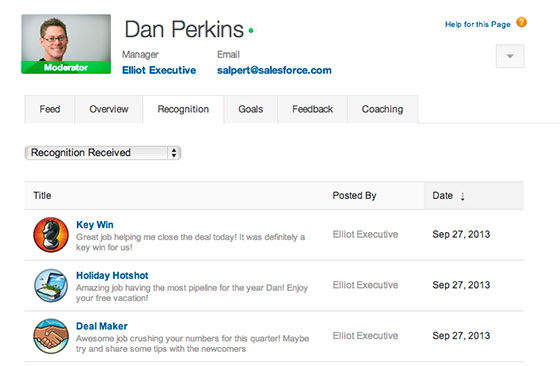 Dan Perkins
Help for this Page ?
Moderator
Manager Email
Elliot Executive salpert@salesforce.com
Feed Overview Recognition Goals Feedback Coaching
Recognition Received
Title Posted By Date ↓
Key Win
Great job helping me close the deal today! It was definitely a
key win for us!
Elliot Executive Sep 27, 2013
Holiday Hotshot
Amazing job having the most pipeline for the year Dan! Enjoy
your free vacation!
Elliot Executive Sep 27, 2013
Deal Maker
Awesome job crushing your numbers for this quarter! Maybe
try and share some tips with the newcomers
Elliot Executive Sep 27, 2013